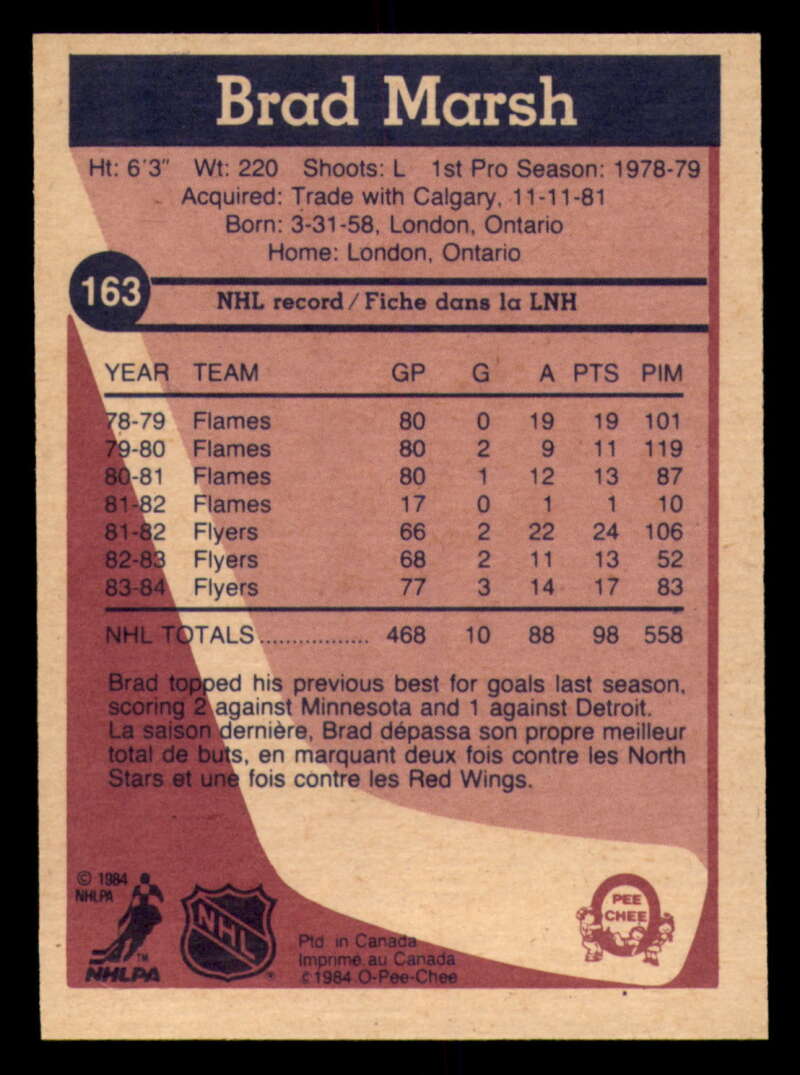 Brad Marsh
Ht: 6'3" Wt: 220 Shoots: L 1st Pro Season: 1978-79
Acquired: Trade with Calgary, 11-11-81
Born: 3-31-58, London, Ontario
Home: London, Ontario
163
NHL record / Fiche dans la LNH
YEAR TEAM GP G A PTS PIM
78-79 Flames 80 0 19 19 101
79-80 Flames 80 2 9 11 119
80-81 Flames 80 1 12 13 87
81-82 Flames 17 0 1 1 10
81-82 Flyers 66 2 22 24 106
82-83 Flyers 68 2 11 13 52
83-84 Flyers 77 3 14 17 83
NHL TOTALS................. 468 10 88 98 558
Brad topped his previous best for goals last season,
scoring 2 against Minnesota and 1 against Detroit.
La saison dernière, Brad dépassa son propre meilleur
total de buts, en marquant deux fois contre les North
Stars et une fois contre les Red Wings.
© 1984
NHLPA
TM
NHLPA
NHL
®
Ptd. in Canada
Imprimé au Canada
©1984 O-Pee-Chee
PEE
CHEE